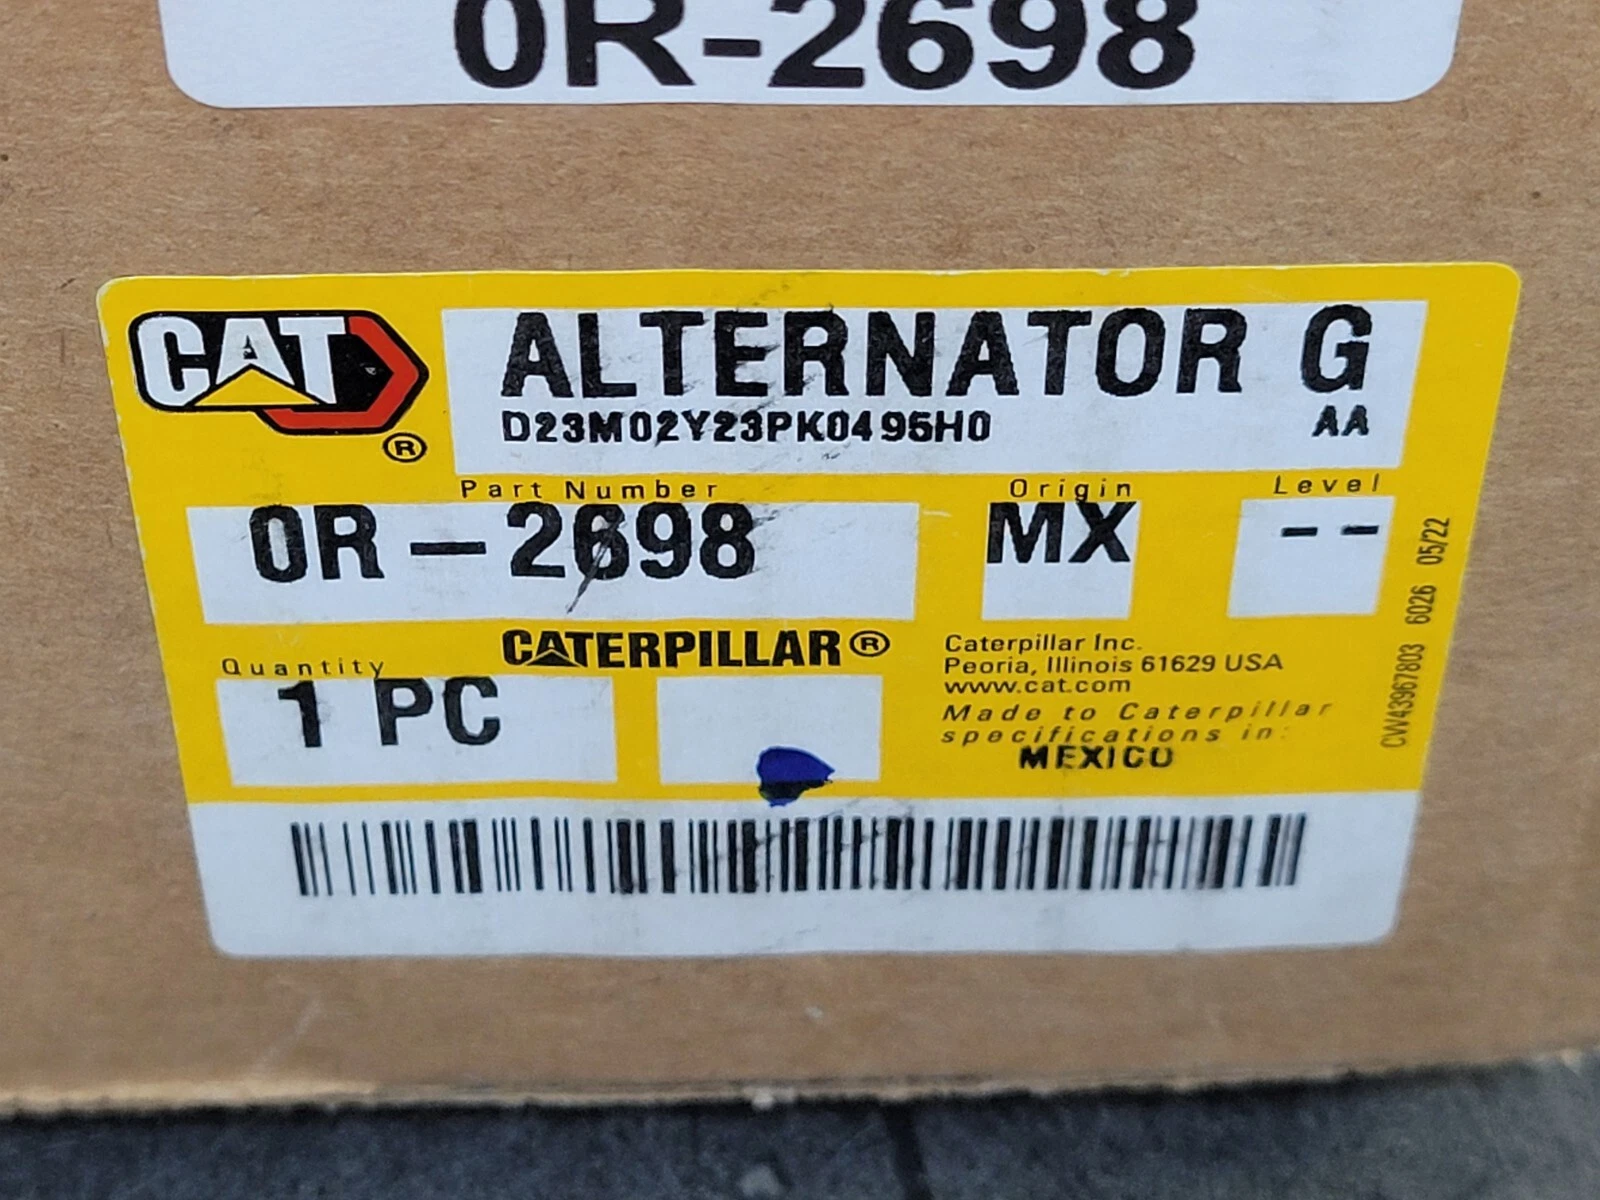 0R-2698
CAT
®
ALTERNATOR G
D23M02Y23PK0495H0 AA
Part Number Origin Level
0R-2698 MX --
CATERPILLAR®
Quantity
1 PC
Caterpillar Inc.
Peoria, Illinois 61629 USA
www.cat.com
Made to Caterpillar
specifications in:
MEXICO
CW43967803 6026 05/22